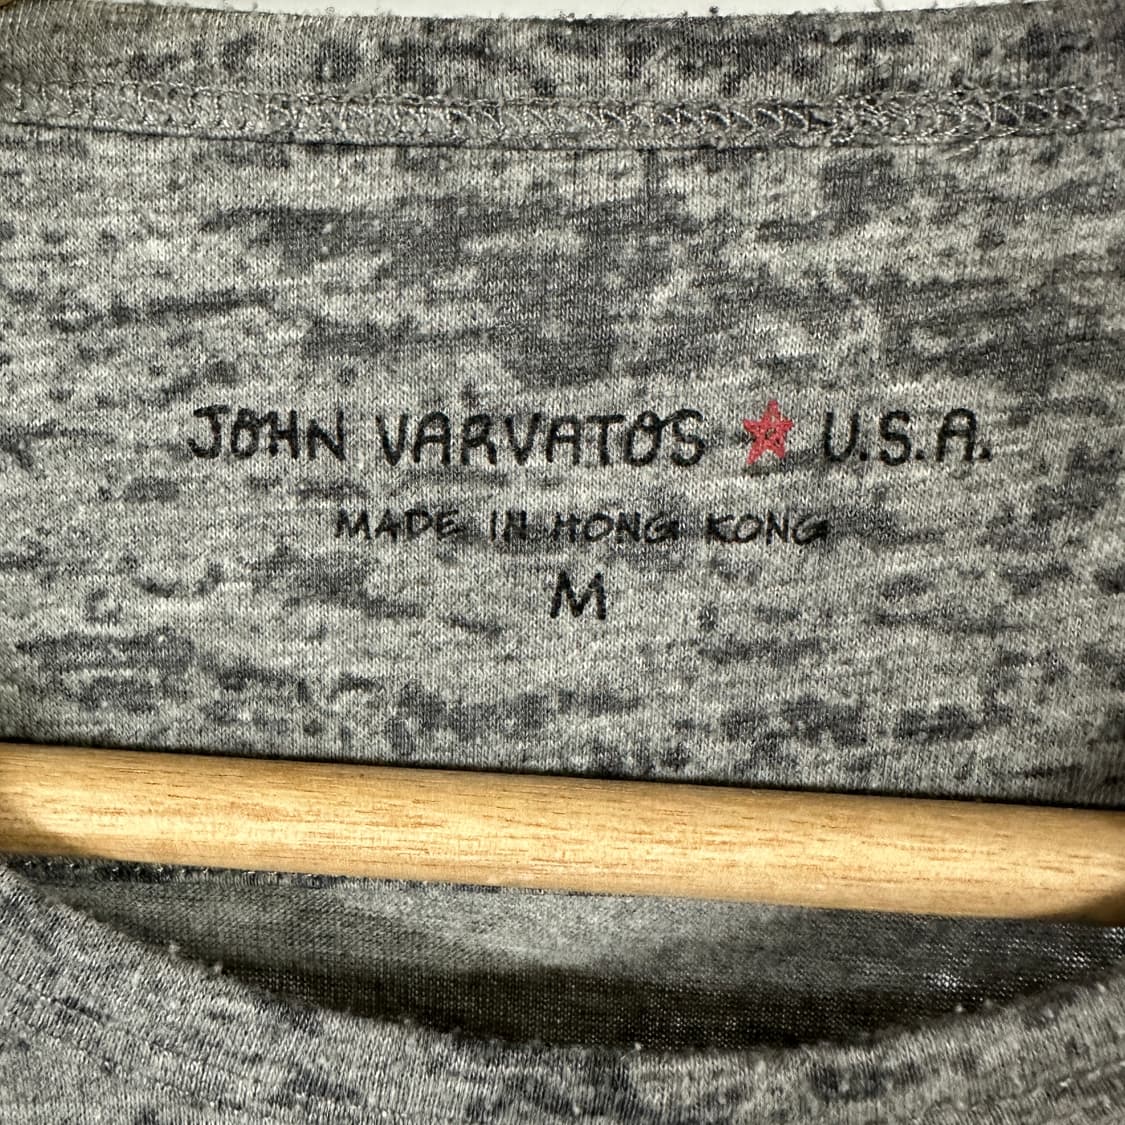 JOHN VARVATOS ★ U.S.A.
MADE IN HONG KONG
M